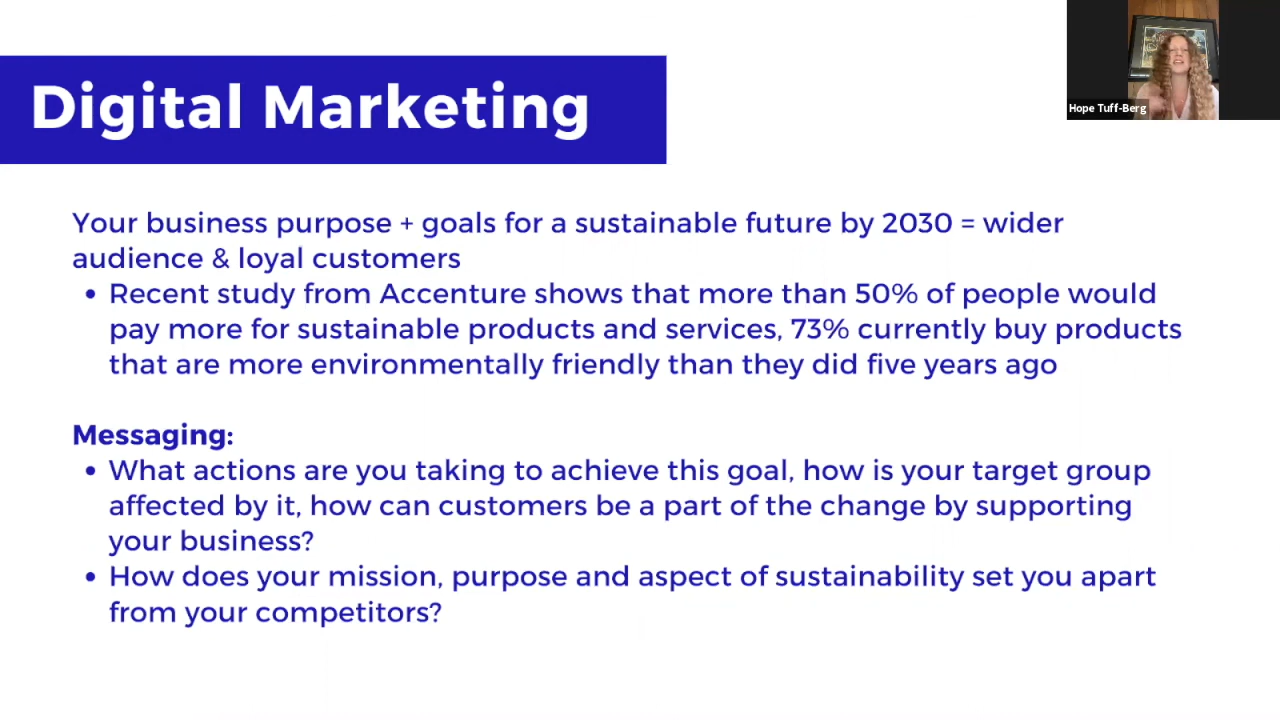 Digital Marketing
Hope Tuff-Berg
Your business purpose + goals for a sustainable future by 2030 = wider
audience & loyal customers
• Recent study from Accenture shows that more than 50% of people would
pay more for sustainable products and services, 73% currently buy products
that are more environmentally friendly than they did five years ago
Messaging:
• What actions are you taking to achieve this goal, how is your target group
affected by it, how can customers be a part of the change by supporting
your business?
• How does your mission, purpose and aspect of sustainability set you apart
from your competitors?